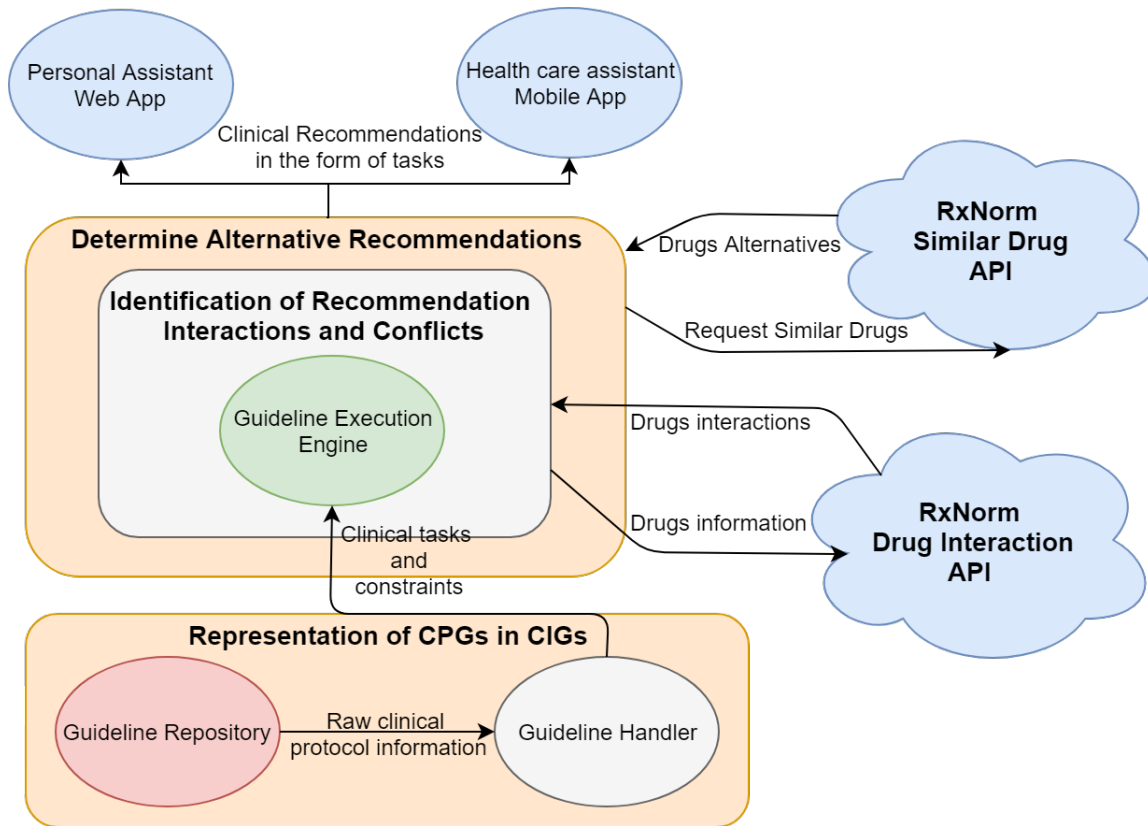 Personal Assistant
Web App
Health care assistant
Mobile App
Clinical Recommendations
in the form of tasks
Determine Alternative Recommendations
Identification of Recommendation
Interactions and Conflicts
Guideline Execution
Engine
Drugs Alternatives
RxNorm
Similar Drug
API
Request Similar Drugs
Drugs interactions
Drugs information
RxNorm
Drug Interaction
API
Clinical tasks
and
constraints
Representation of CPGs in CIGs
Guideline Repository
Raw clinical
protocol information
Guideline Handler